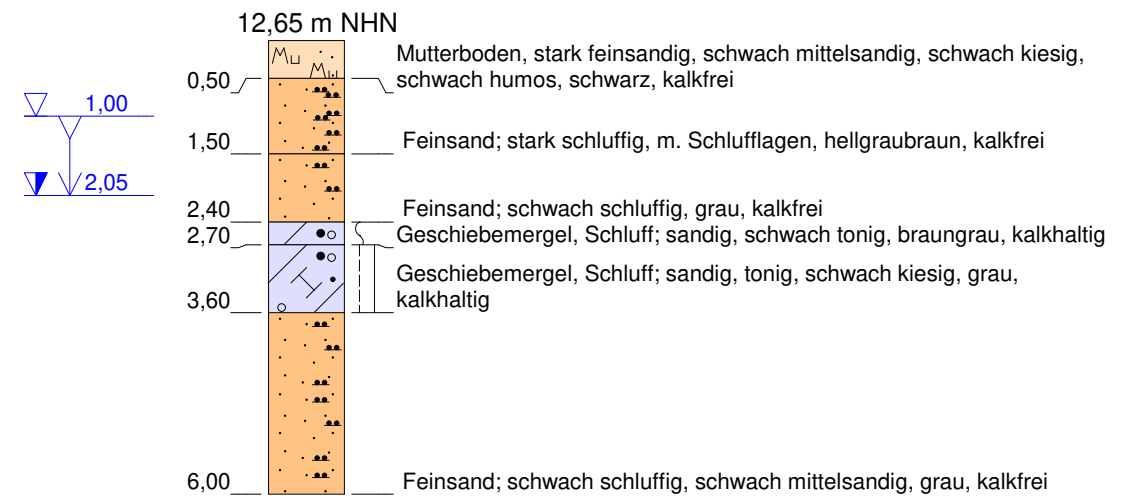 12,65 m NHN
Mutterboden, stark feinsandig, schwach mittelsandig, schwach kiesig,
schwach humos, schwarz, kalkfrei
0,50
1,00
1,50
Feinsand; stark schluffig, m. Schlufflagen, hellgraubraun, kalkfrei
2,05
2,40
Feinsand; schwach schluffig, grau, kalkfrei
2,70
Geschiebemergel, Schluff; sandig, schwach tonig, braungrau, kalkhaltig
Geschiebemergel, Schluff; sandig, tonig, schwach kiesig, grau,
kalkhaltig
3,60
6,00
Feinsand; schwach schluffig, schwach mittelsandig, grau, kalkfrei